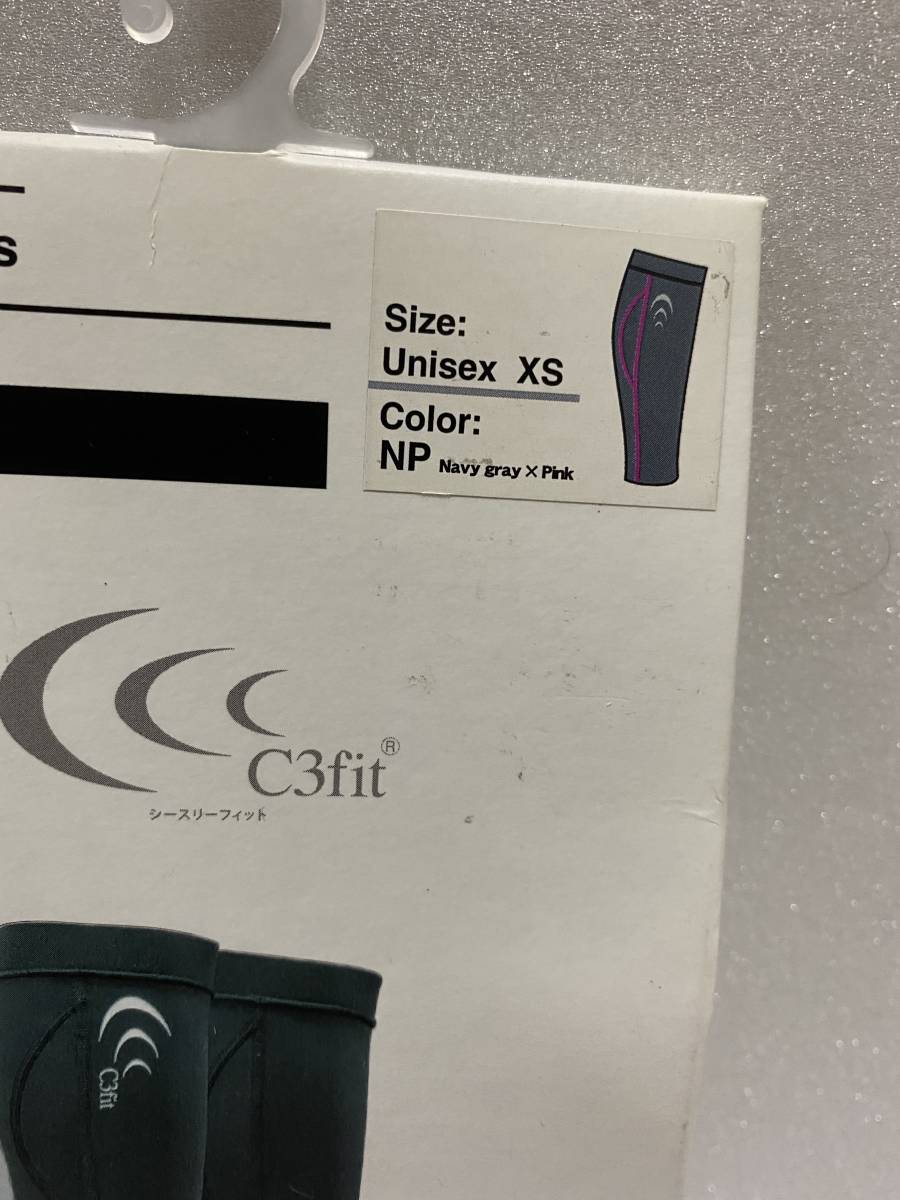 s
Size:
Unisex XS
Color:
NP Navy gray × Pink
C3fit®
シースリーフィット
C3fit